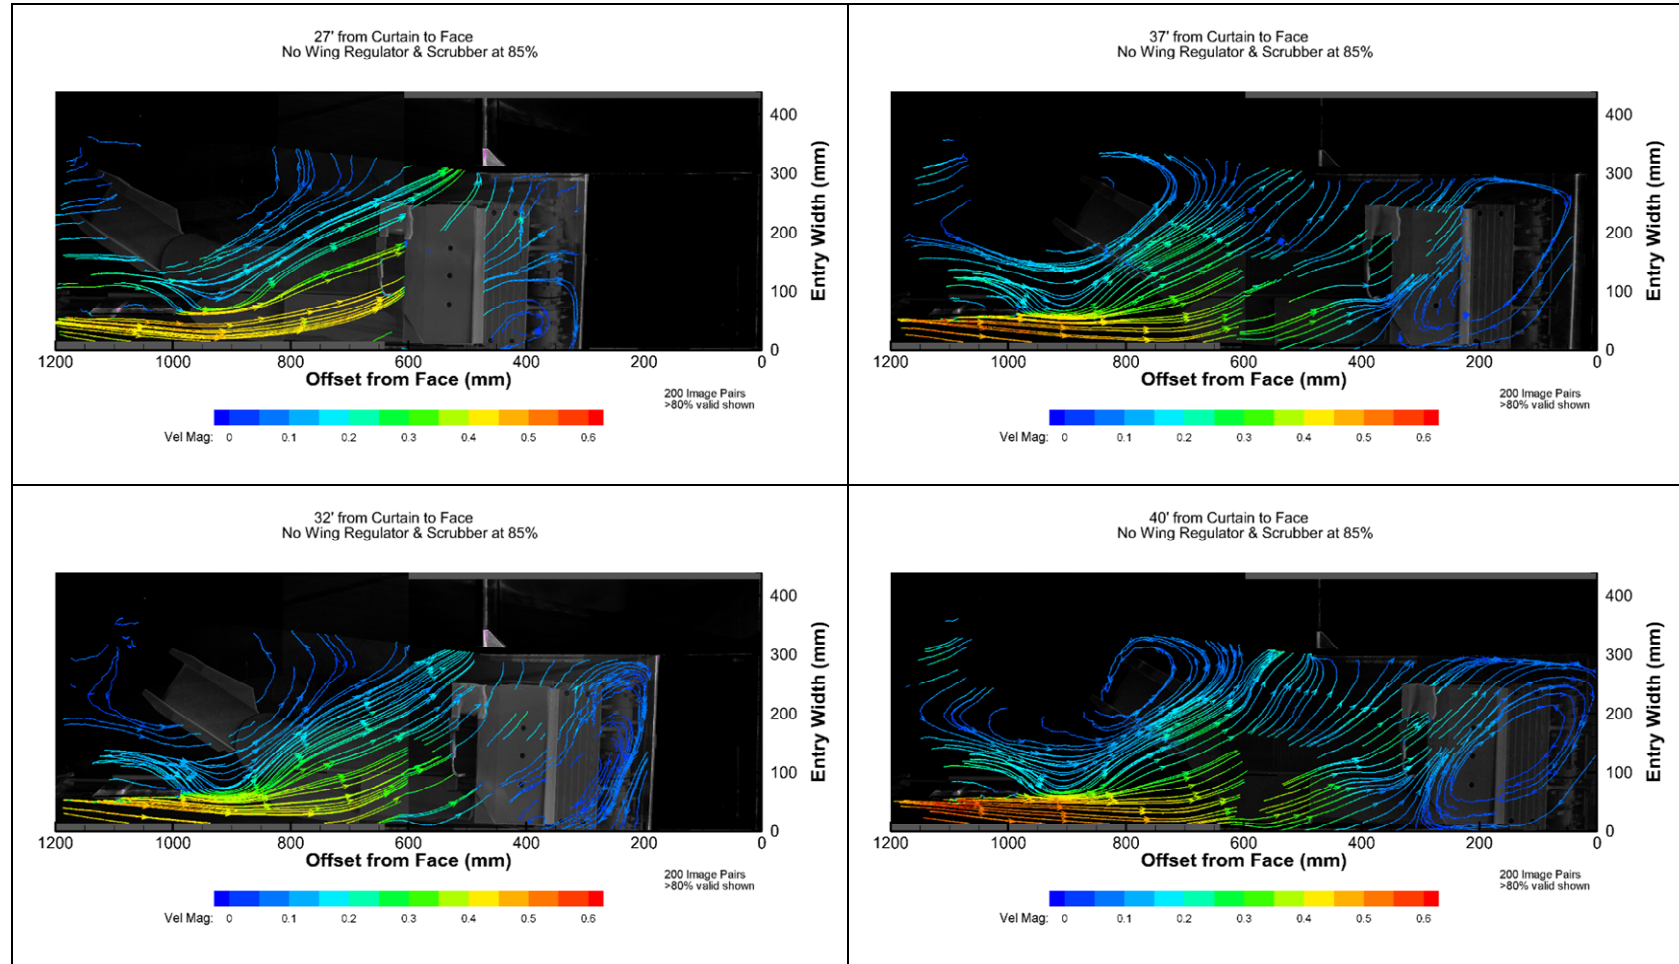 27' from Curtain to Face
No Wing Regulator & Scrubber at 85%
400
300
200
100
0
Entry Width (mm)
1200 1000 800 600 400 200 0
Offset from Face (mm)
200 Image Pairs
>80% valid shown
Vel Mag: 0 0.1 0.2 0.3 0.4 0.5 0.6
37' from Curtain to Face
No Wing Regulator & Scrubber at 85%
400
300
200
100
0
Entry Width (mm)
1200 1000 800 600 400 200 0
Offset from Face (mm)
200 Image Pairs
>80% valid shown
Vel Mag: 0 0.1 0.2 0.3 0.4 0.5 0.6
32' from Curtain to Face
No Wing Regulator & Scrubber at 85%
400
300
200
100
0
Entry Width (mm)
1200 1000 800 600 400 200 0
Offset from Face (mm)
200 Image Pairs
>80% valid shown
Vel Mag: 0 0.1 0.2 0.3 0.4 0.5 0.6
40' from Curtain to Face
No Wing Regulator & Scrubber at 85%
400
300
200
100
0
Entry Width (mm)
1200 1000 800 600 400 200 0
Offset from Face (mm)
200 Image Pairs
>80% valid shown
Vel Mag: 0 0.1 0.2 0.3 0.4 0.5 0.6